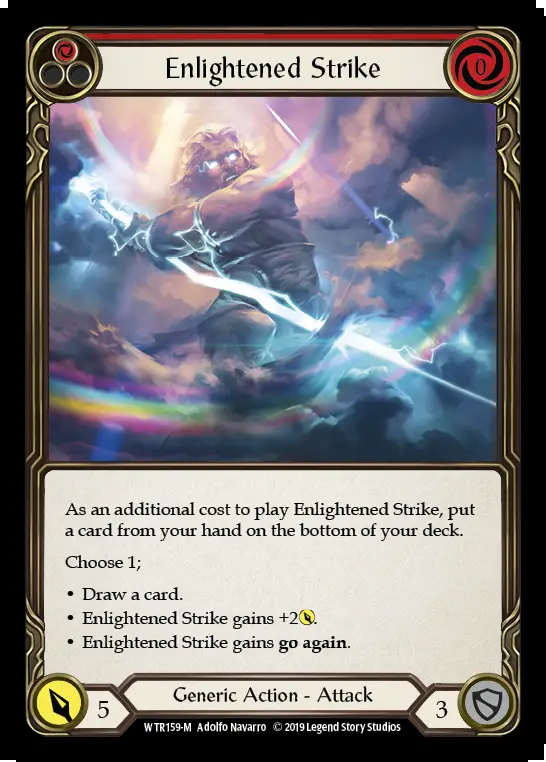 Enlightened Strike
0
As an additional cost to play Enlightened Strike, put
a card from your hand on the bottom of your deck.
Choose 1;
• Draw a card.
• Enlightened Strike gains +2.
• Enlightened Strike gains go again.
5
Generic Action - Attack
3
WTR159-M Adolfo Navarro © 2019 Legend Story Studios